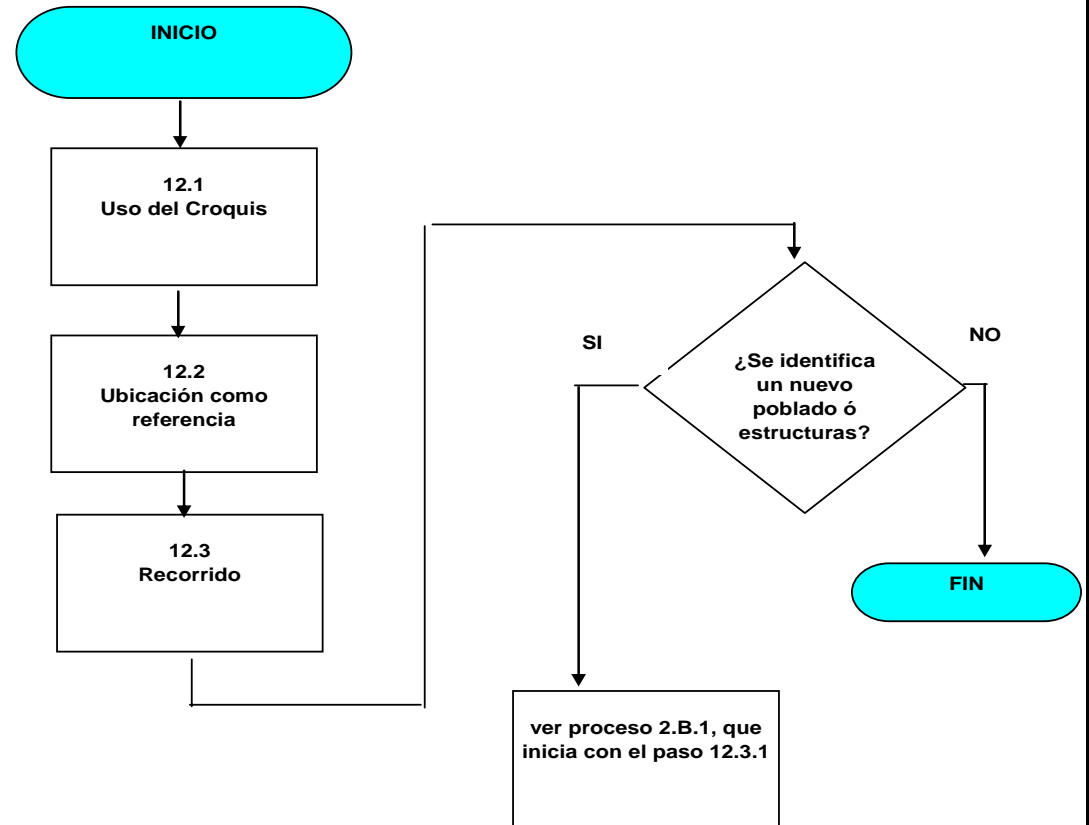 INICIO
12.1
Uso del Croquis
12.2
Ubicación como
referencia
12.3
Recorrido
¿Se identifica
un nuevo
poblado ó
estructuras?
SI
NO
FIN
ver proceso 2.B.1, que
inicia con el paso 12.3.1